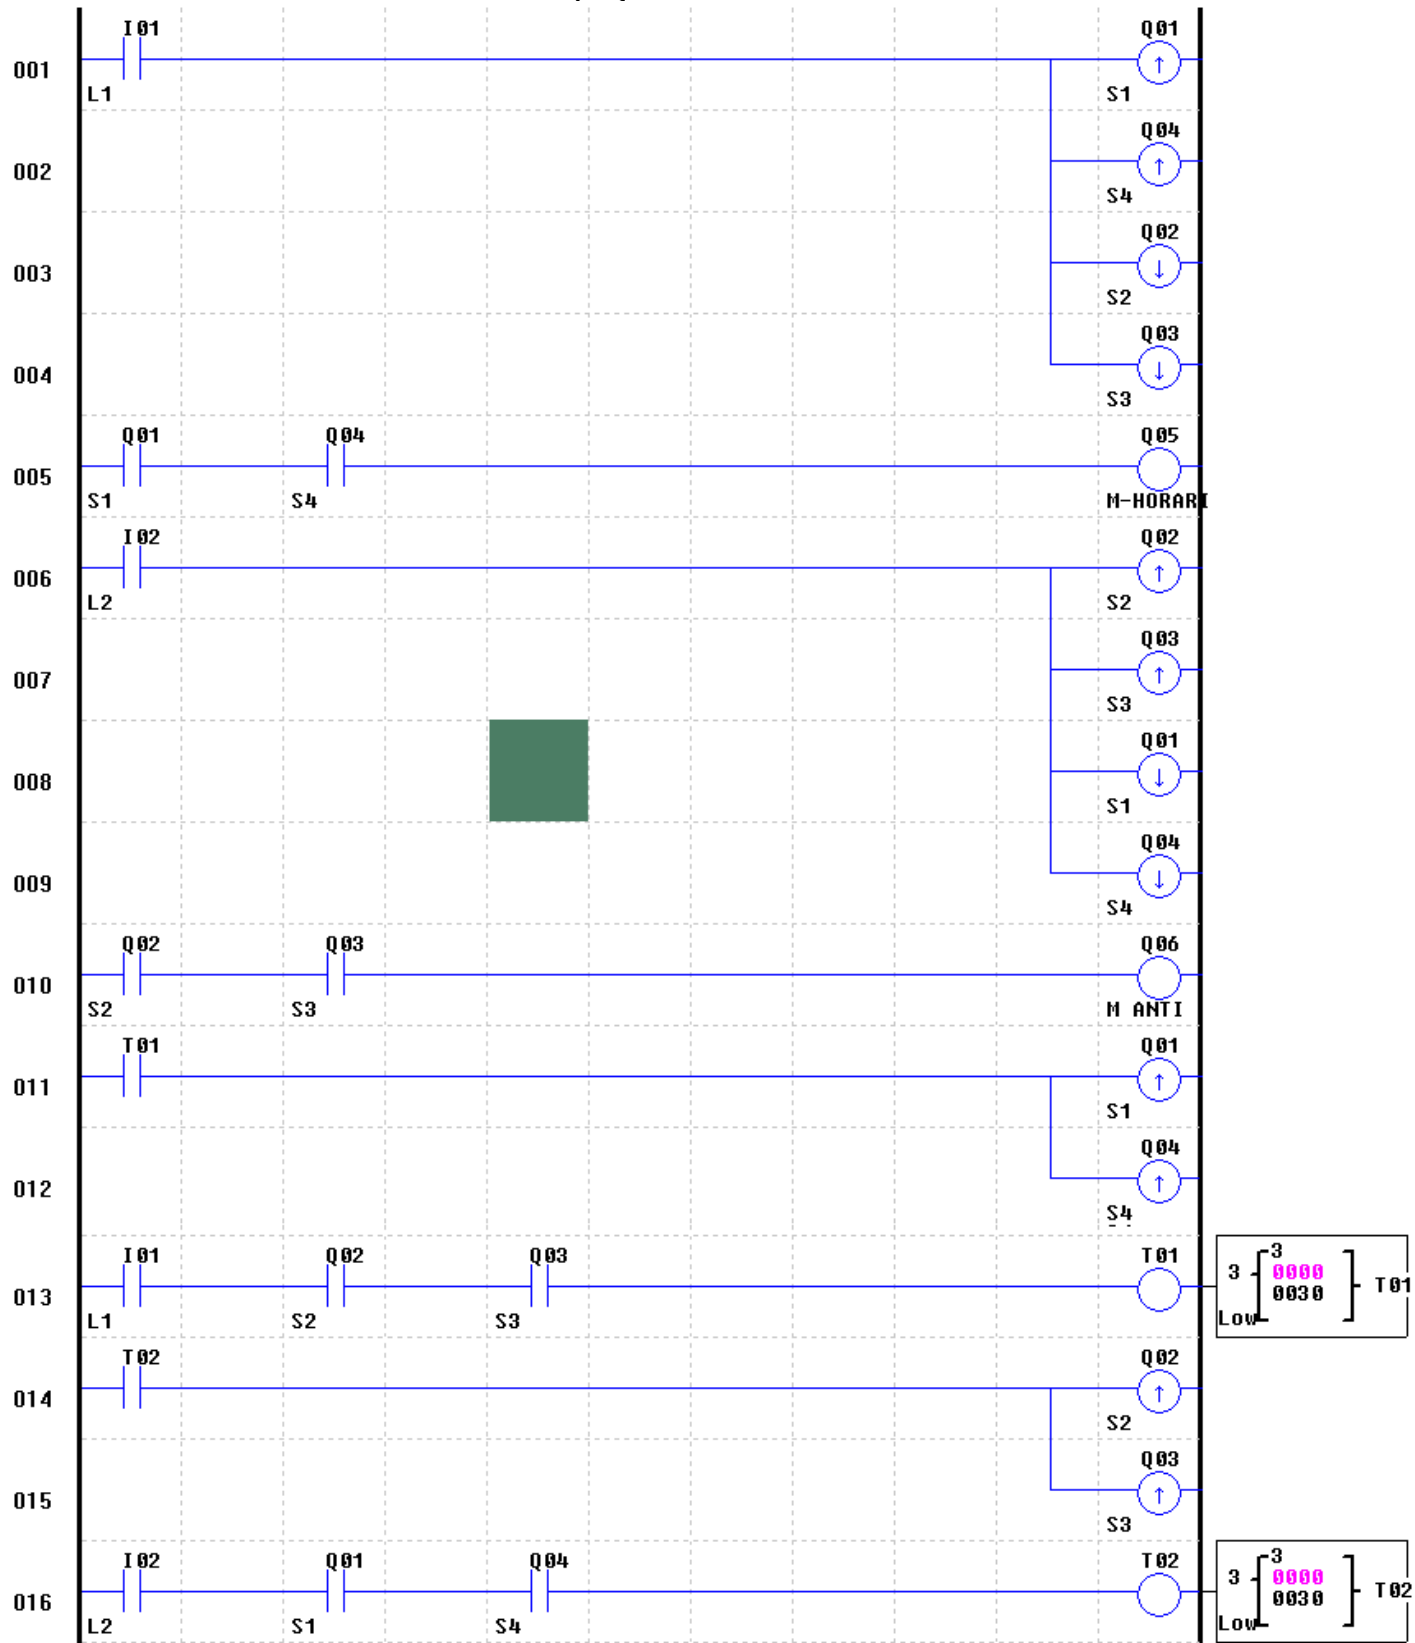 I01 Q01
001
L1 S1
Q04
002
S4
Q02
003
S2
Q03
004
S3
Q01 Q04 Q05
005
S1 S4 M-HORARI
I02 Q02
006
L2 S2
Q03
007
S3
Q01
008
S1
Q04
009
S4
Q02 Q03 Q06
010
S2 S3 M ANTI
T01 Q01
011
S1
Q04
012
S4
I01 Q02 Q03 T01 3
3 0000
013 0030 T01
L1 S2 S3 Low
T02 Q02
014
S2
Q03
015
S3
I02 Q01 Q04 T02 3
3 0000
016 0030 T02
L2 S1 S4 Low